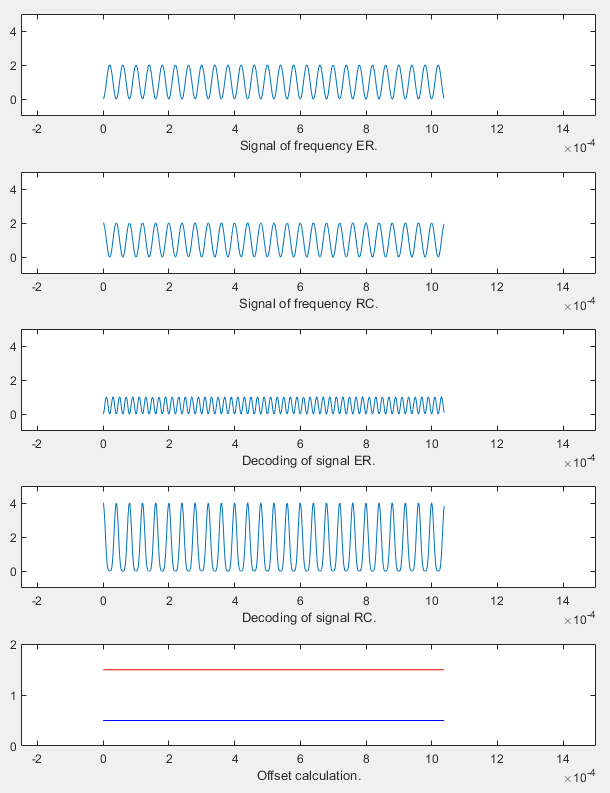 4
2
0
-2 0 2 4 6 8 10 12 14
Signal of frequency ER.
×10-4
4
2
0
-2 0 2 4 6 8 10 12 14
Signal of frequency RC.
×10-4
4
2
0
-2 0 2 4 6 8 10 12 14
Decoding of signal ER.
×10-4
4
2
0
-2 0 2 4 6 8 10 12 14
Decoding of signal RC.
×10-4
2
1
0
-2 0 2 4 6 8 10 12 14
Offset calculation.
×10-4